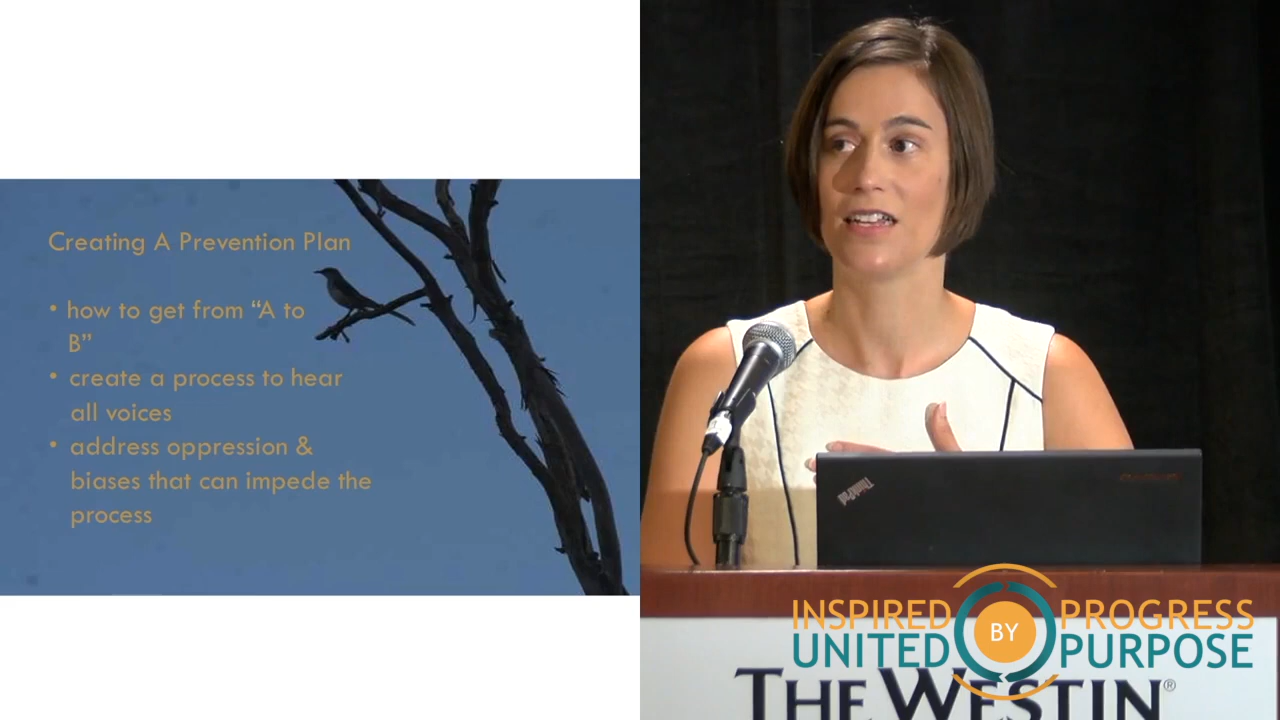 Creating A Prevention Plan
• how to get from “A to
B”
• create a process to hear
all voices
• address oppression &
biases that can impede the
process
ThinkPad
INSPIRED BY PROGRESS
UNITED PURPOSE
THE WESTIN®